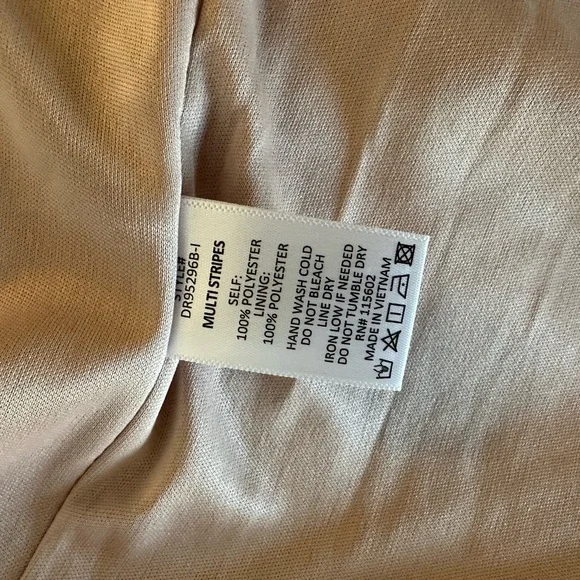 STYLE#
DR95296B-I
MULTI STRIPES
SELF:
100% POLYESTER
LINING:
100% POLYESTER
HAND WASH COLD
DO NOT BLEACH
LINE DRY
IRON LOW IF NEEDED
DO NOT TUMBLE DRY
RN# 115602
MADE IN VIETNAM